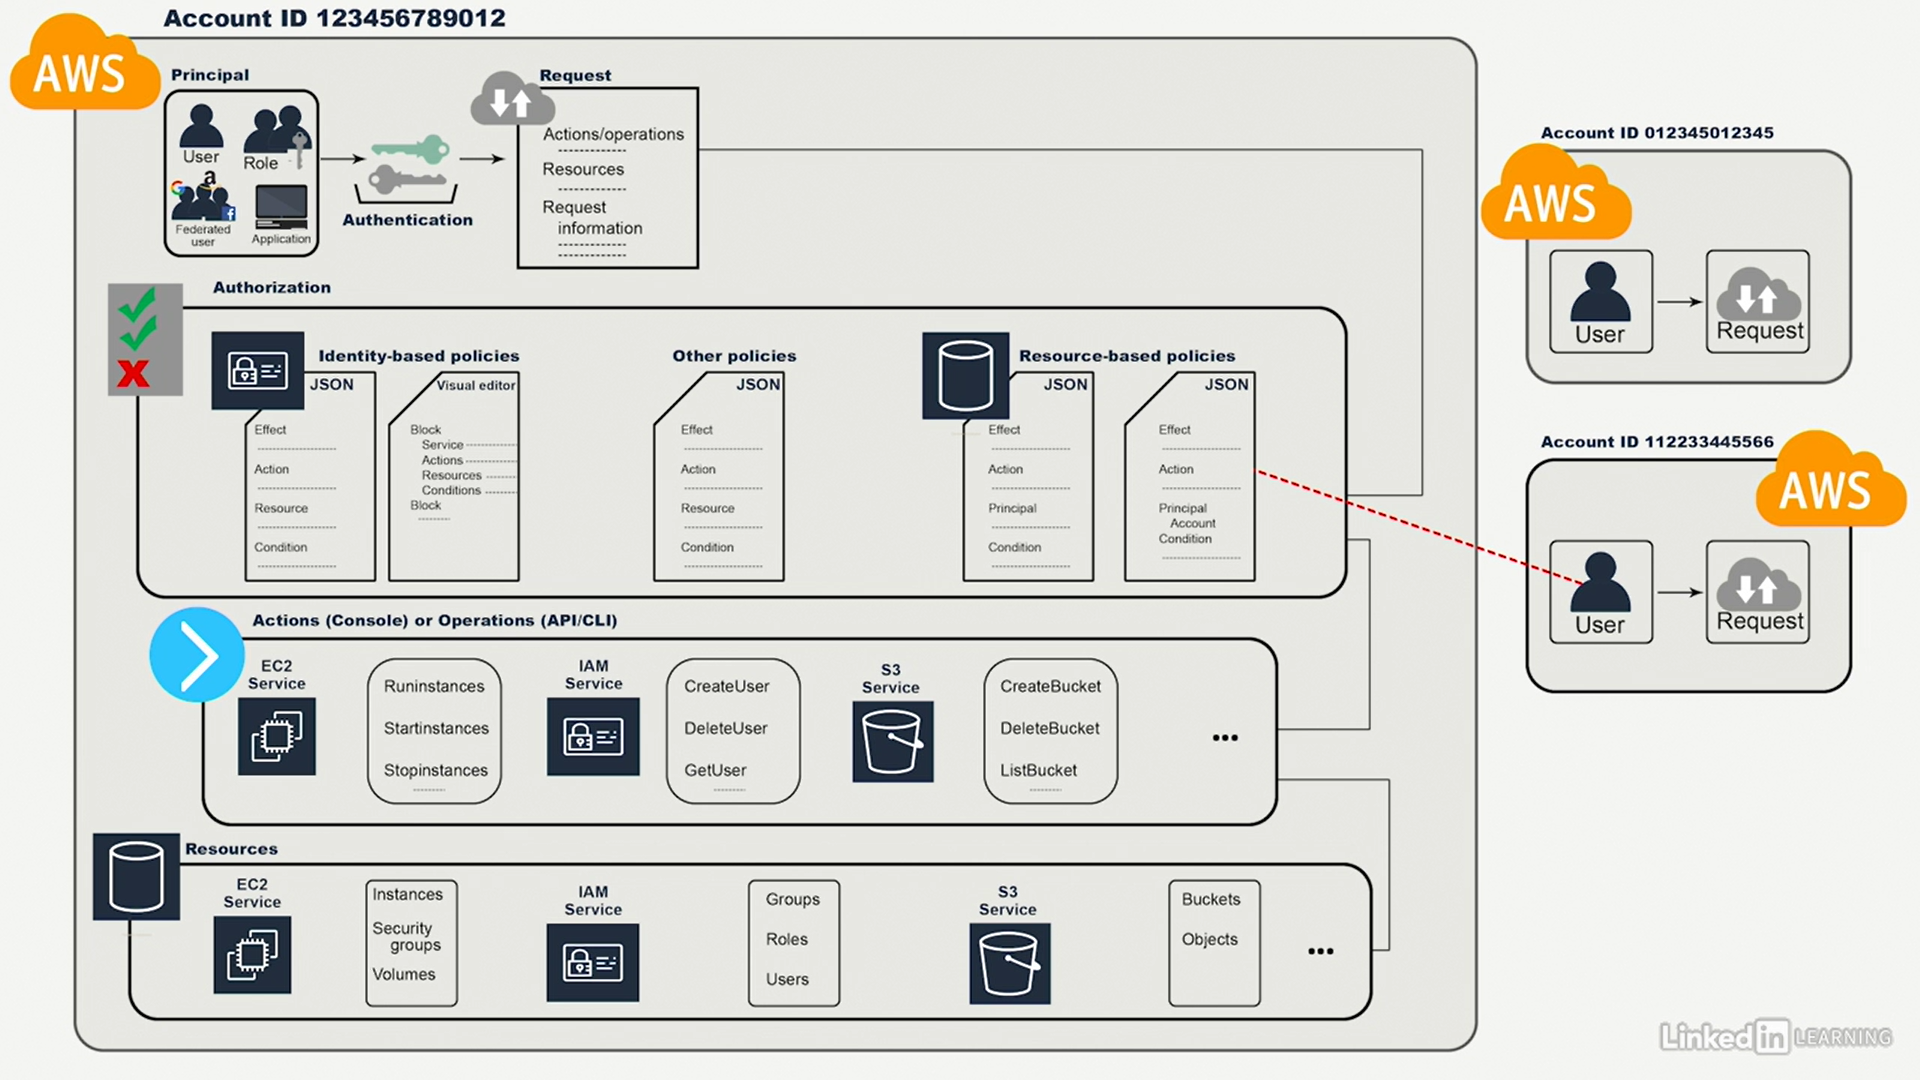 Account ID 123456789012
AWS
Principal
User
Role
a
G
f
Federated
user
Application
Authentication
Request
Actions/operations
Resources
Request
information
Authorization
Identity-based policies
JSON
Effect
Action
Resource
Condition
Visual editor
Block
Service
Actions
Resources
Conditions
Block
Other policies
JSON
Effect
Action
Resource
Condition
Resource-based policies
JSON
Effect
Action
Principal
Condition
JSON
Effect
Action
Principal
Account
Condition
Actions (Console) or Operations (API/CLI)
EC2
Service
Runinstances
Startinstances
Stopinstances
IAM
Service
CreateUser
DeleteUser
GetUser
S3
Service
CreateBucket
DeleteBucket
ListBucket
...
Resources
EC2
Service
Instances
Security
groups
Volumes
IAM
Service
Groups
Roles
Users
S3
Service
Buckets
Objects
...
Account ID 012345012345
AWS
User
Request
Account ID 112233445566
AWS
User
Request
Linked in LEARNING